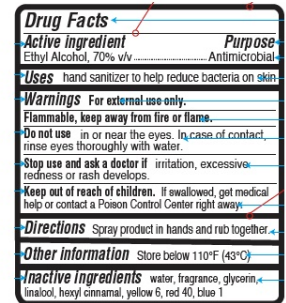 Drug Facts
Active ingredient Purpose
Ethyl Alcohol, 70% v/v..............Antimicrobial
Uses hand sanitizer to help reduce bacteria on skin
Warnings For external use only.
Flammable, keep away from fire or flame.
Do not use in or near the eyes. In case of contact,
rinse eyes thoroughly with water.
Stop use and ask a doctor if irritation, excessive
redness or rash develops.
Keep out of reach of children. If swallowed, get medical
help or contact a Poison Control Center right away.
Directions Spray product in hands and rub together.
Other information Store below 110°F (43°C)
Inactive ingredients water, fragrance, glycerin,
linalool, hexyl cinnamal, yellow 6, red 40, blue 1